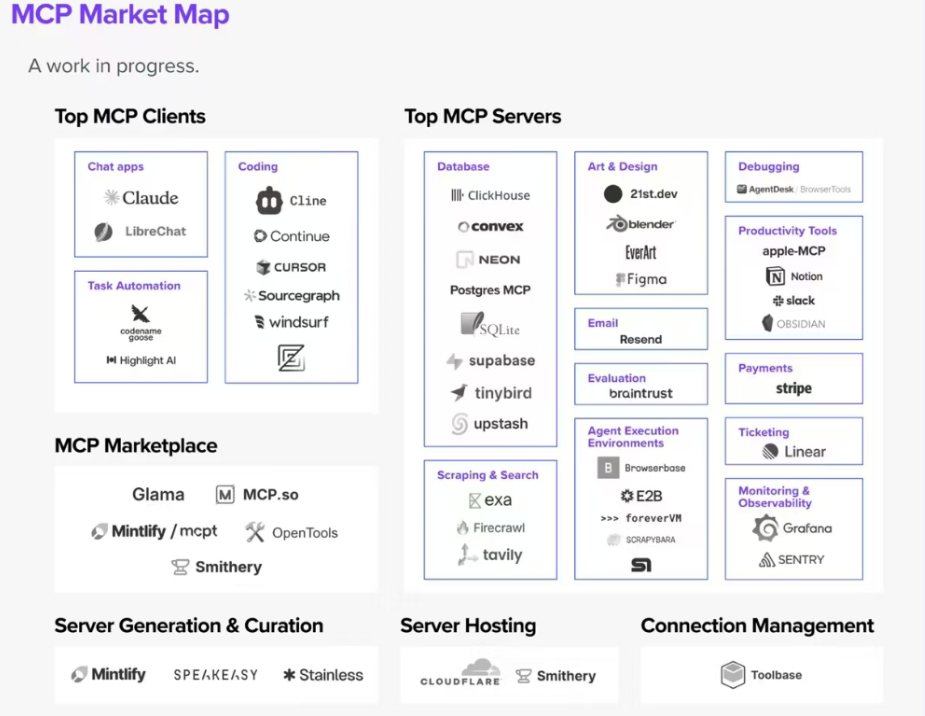 MCP Market Map
A work in progress.
Top MCP Clients
Chat apps
Claude
LibreChat
Task Automation
codename
goose
Highlight AI
Coding
Cline
Continue
CURSOR
Sourcegraph
windsurf
MCP Marketplace
Glama
M MCP.so
Mintlify / mcpt
OpenTools
Smithery
Top MCP Servers
Database
ClickHouse
convex
NEON
Postgres MCP
SQLite
supabase
tinybird
upstash
Scraping & Search
exa
Firecrawl
tavily
Art & Design
21st.dev
blender
EverArt
Figma
Email
Resend
Evaluation
braintrust
Agent Execution
Environments
B Browserbase
E2B
>>> foreverVM
SCRAPYBARA
Debugging
AgentDesk / BrowserTools
Productivity Tools
apple-MCP
N Notion
slack
OBSIDIAN
Payments
stripe
Ticketing
Linear
Monitoring &
Observability
Grafana
SENTRY
Server Generation & Curation
Mintlify
SPEAKEASY
Stainless
Server Hosting
CLOUDFLARE
Smithery
Connection Management
Toolbase